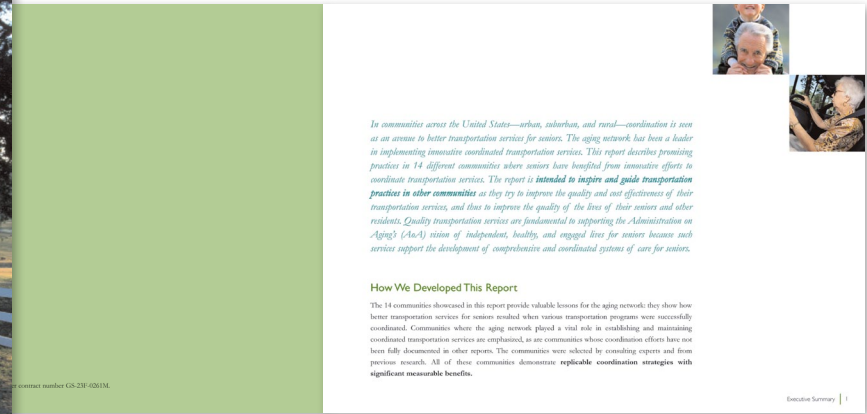 In communities across the United States—urban, suburban, and rural—coordination is seen
as an avenue to better transportation services for seniors. The aging network has been a leader
in implementing innovative coordinated transportation services. This report describes promising
practices in 14 different communities where seniors have benefited from innovative efforts to
coordinate transportation services. The report is intended to inspire and guide transportation
practices in other communities as they try to improve the quality and cost effectiveness of their
transportation services, and thus to improve the quality of the lives of their seniors and other
residents. Quality transportation services are fundamental to supporting the Administration on
Aging's (AoA) vision of independent, healthy, and engaged lives for seniors because such
services support the development of comprehensive and coordinated systems of care for seniors.
How We Developed This Report
The 14 communities showcased in this report provide valuable lessons for the aging network: they show how
better transportation services for seniors resulted when various transportation programs were successfully
coordinated. Communities where the aging network played a vital role in establishing and maintaining
coordinated transportation services are emphasized, as are communities whose coordination efforts have not
been fully documented in other reports. The communities were selected by consulting experts and from
previous research. All of these communities demonstrate replicable coordination strategies with
significant measurable benefits.
contract number GS-23F-0261M.
Executive Summary | 1